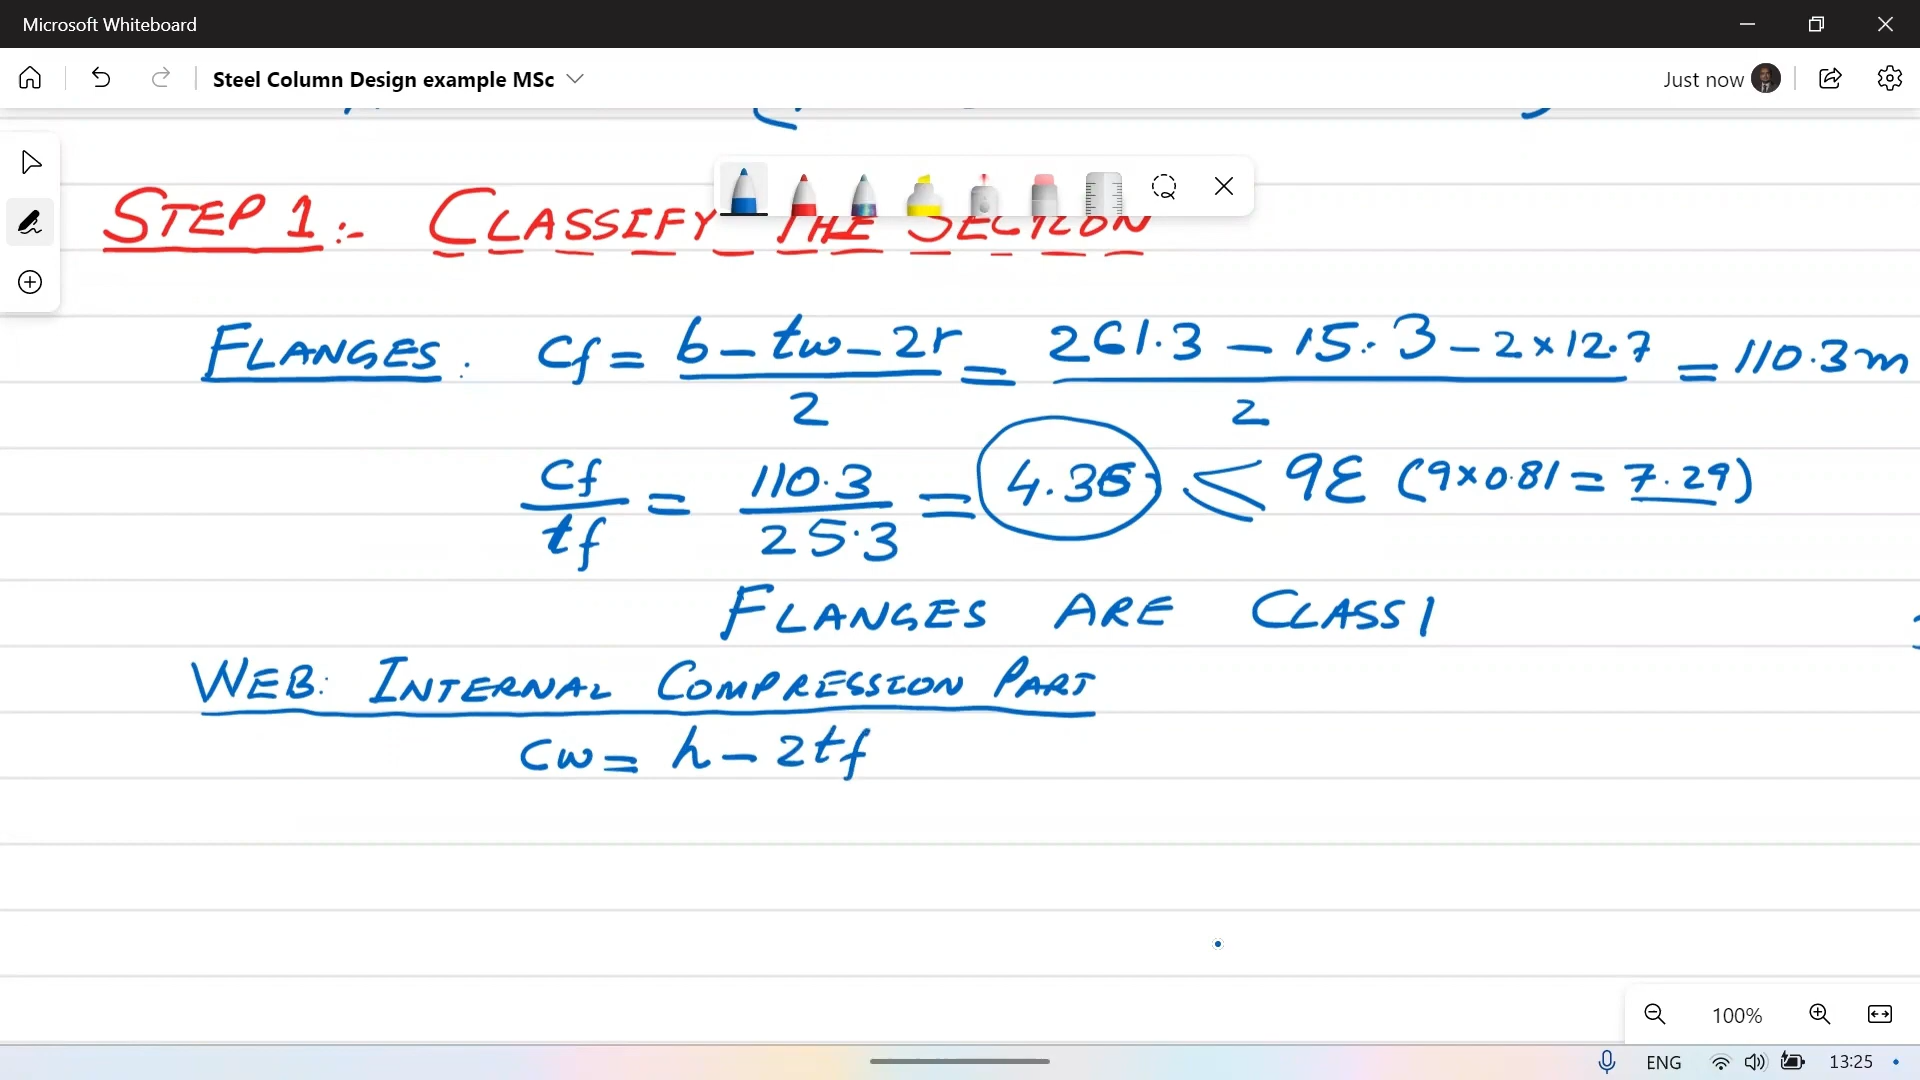 Microsoft Whiteboard
Steel Column Design example MSc
Just now
STEP 1:- CLASSIFY THE SECTION
FLANGES. Cf = b - tw - 2r / 2 = 261.3 - 15.3 - 2 x 12.7 / 2 = 110.3m
Cf / tf = 110.3 / 25.3 = 4.36 < 9ε (9x0.81 = 7.29)
FLANGES ARE CLASS 1
WEB: INTERNAL COMPRESSION PART
Cw = h - 2tf
100%
ENG
13:25